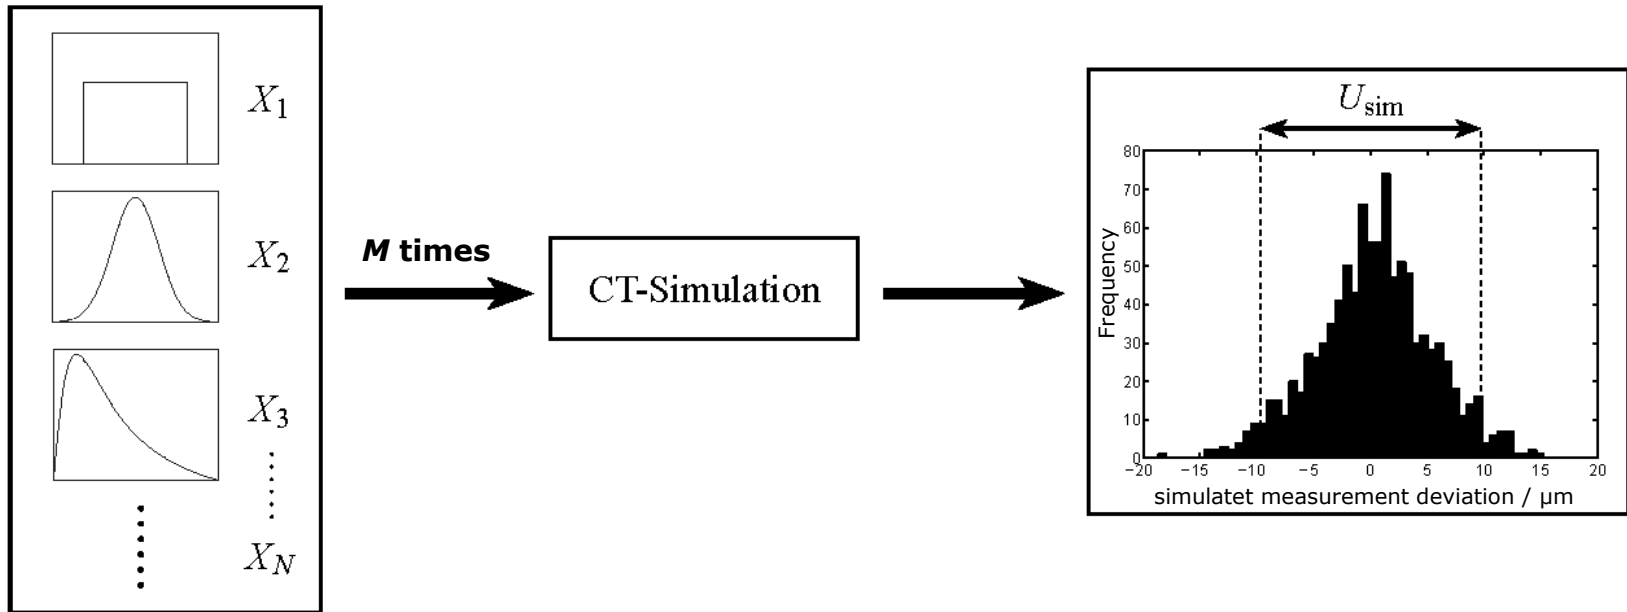 X1
X2
X3
XN
M times
CT-Simulation
Usim
80
70
60
50
40
30
20
10
0
Frequency
−20 −15 −10 −5 0 5 10 15 20
simulatet measurement deviation / µm